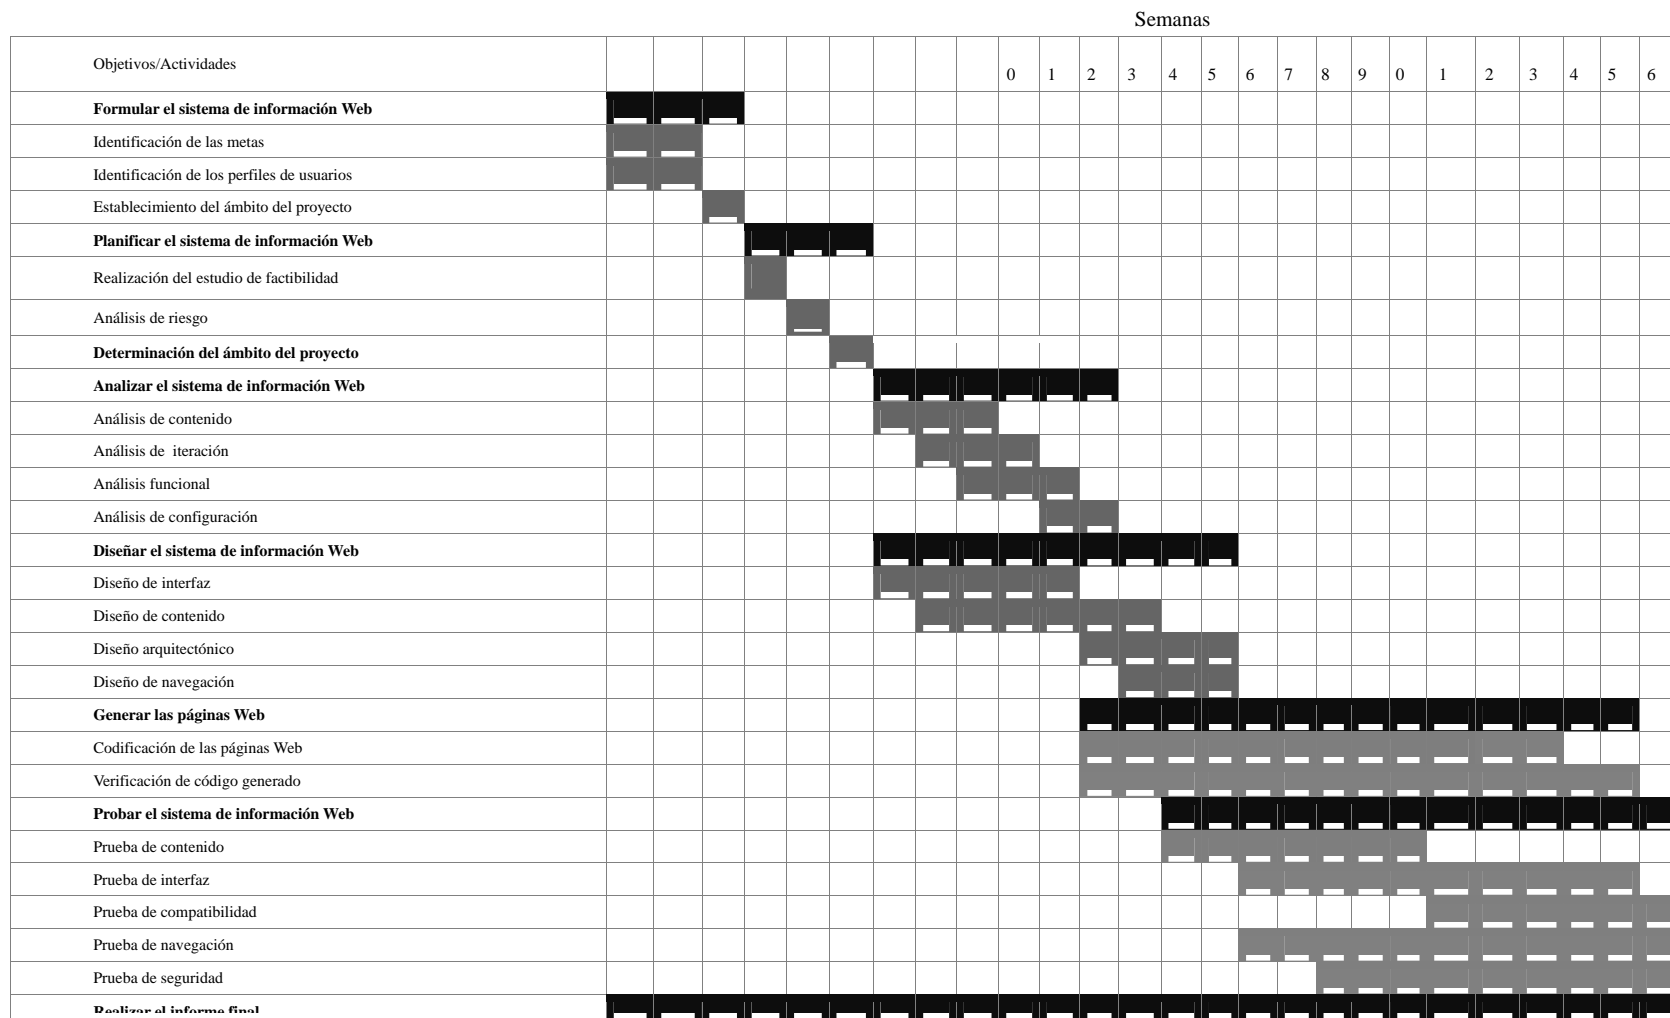 Semanas
Objetivos/Actividades 0 1 2 3 4 5 6 7 8 9 0 1 2 3 4 5 6
Formular el sistema de información Web
Identificación de las metas
Identificación de los perfiles de usuarios
Establecimiento del ámbito del proyecto
Planificar el sistema de información Web
Realización del estudio de factibilidad
Análisis de riesgo
Determinación del ámbito del proyecto
Analizar el sistema de información Web
Análisis de contenido
Análisis de  iteración
Análisis funcional
Análisis de configuración
Diseñar el sistema de información Web
Diseño de interfaz
Diseño de contenido
Diseño arquitectónico
Diseño de navegación
Generar las páginas Web
Codificación de las páginas Web
Verificación de código generado
Probar el sistema de información Web
Prueba de contenido
Prueba de interfaz
Prueba de compatibilidad
Prueba de navegación
Prueba de seguridad
Realizar el informe final